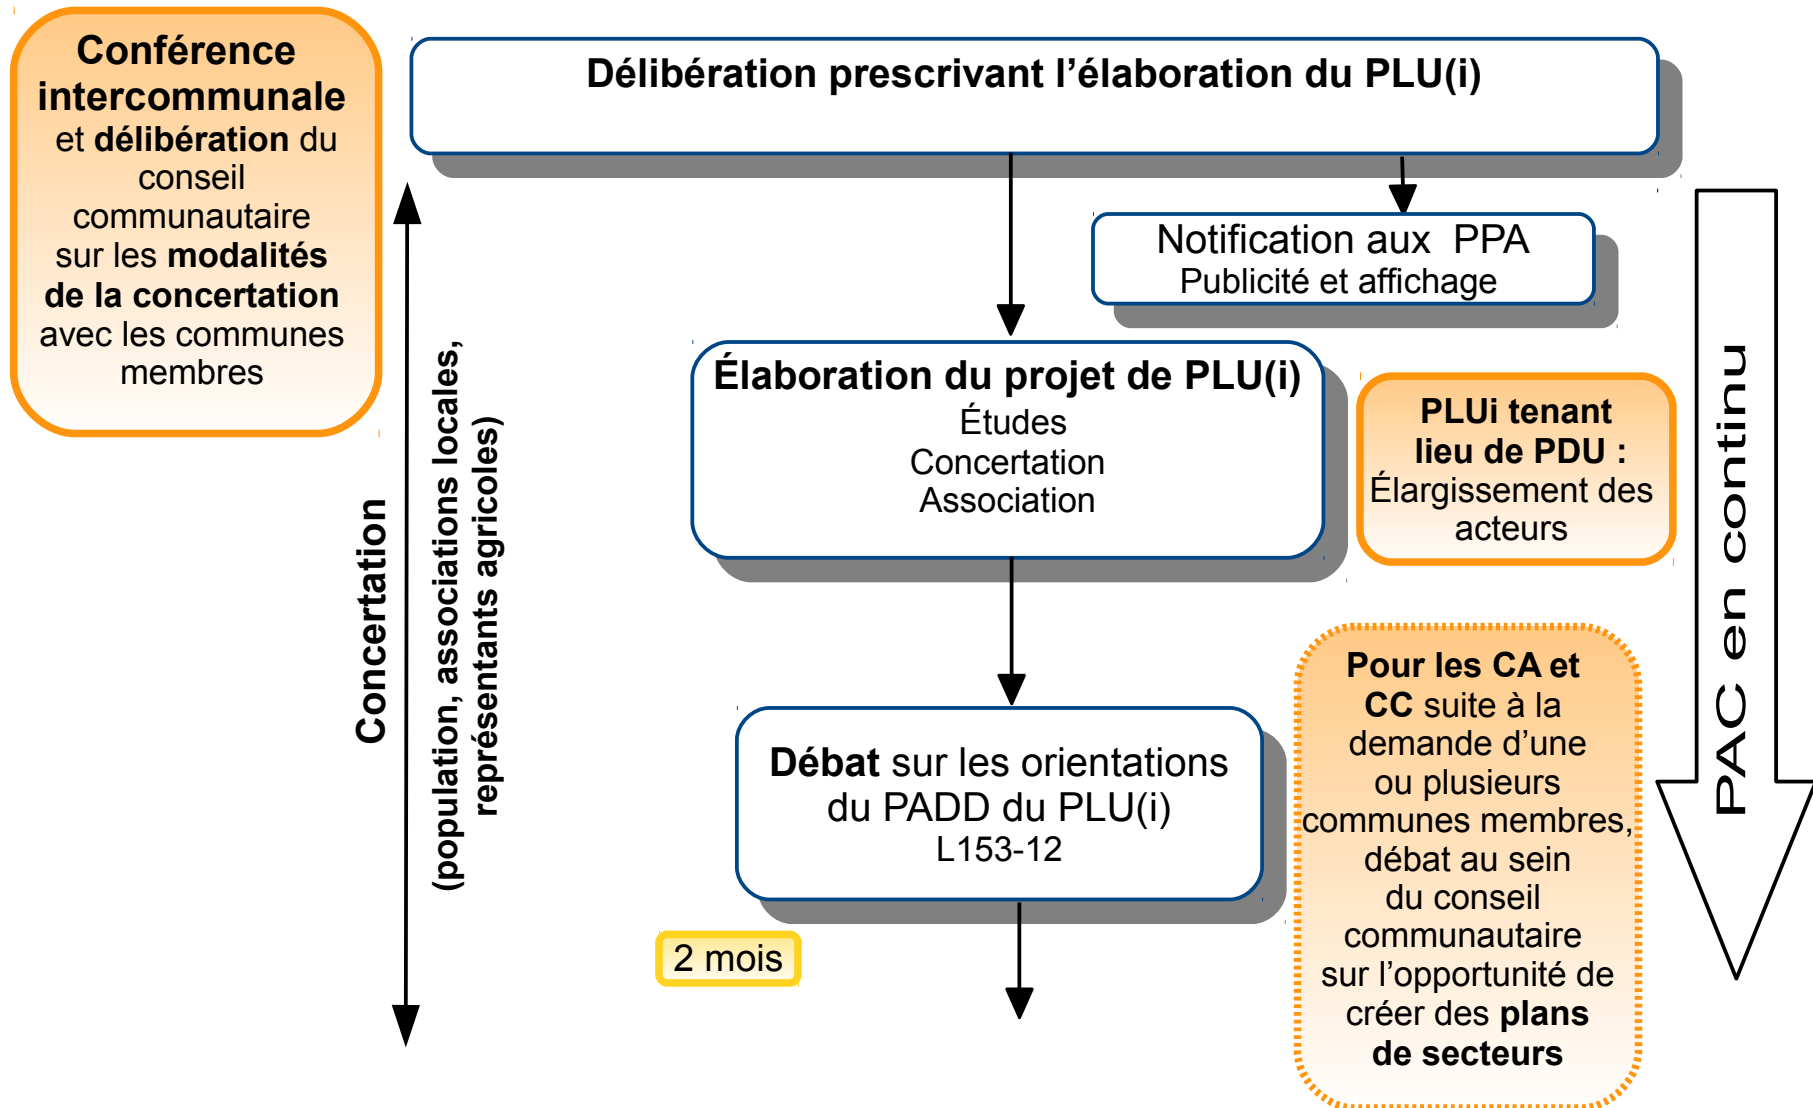 Conférence
intercommunale
et délibération du
conseil
communautaire
sur les modalités
de la concertation
avec les communes
membres
Délibération prescrivant l’élaboration du PLU(i)
Notification aux PPA
Publicité et affichage
Élaboration du projet de PLU(i)
Études
Concertation
Association
PLUi tenant
lieu de PDU :
Élargissement des
acteurs
Concertation
(population, associations locales,
représentants agricoles)
PAC en continu
Débat sur les orientations
du PADD du PLU(i)
L153-12
2 mois
Pour les CA et
CC suite à la
demande d’une
ou plusieurs
communes membres,
débat au sein
du conseil
communautaire
sur l’opportunité de
créer des plans
de secteurs